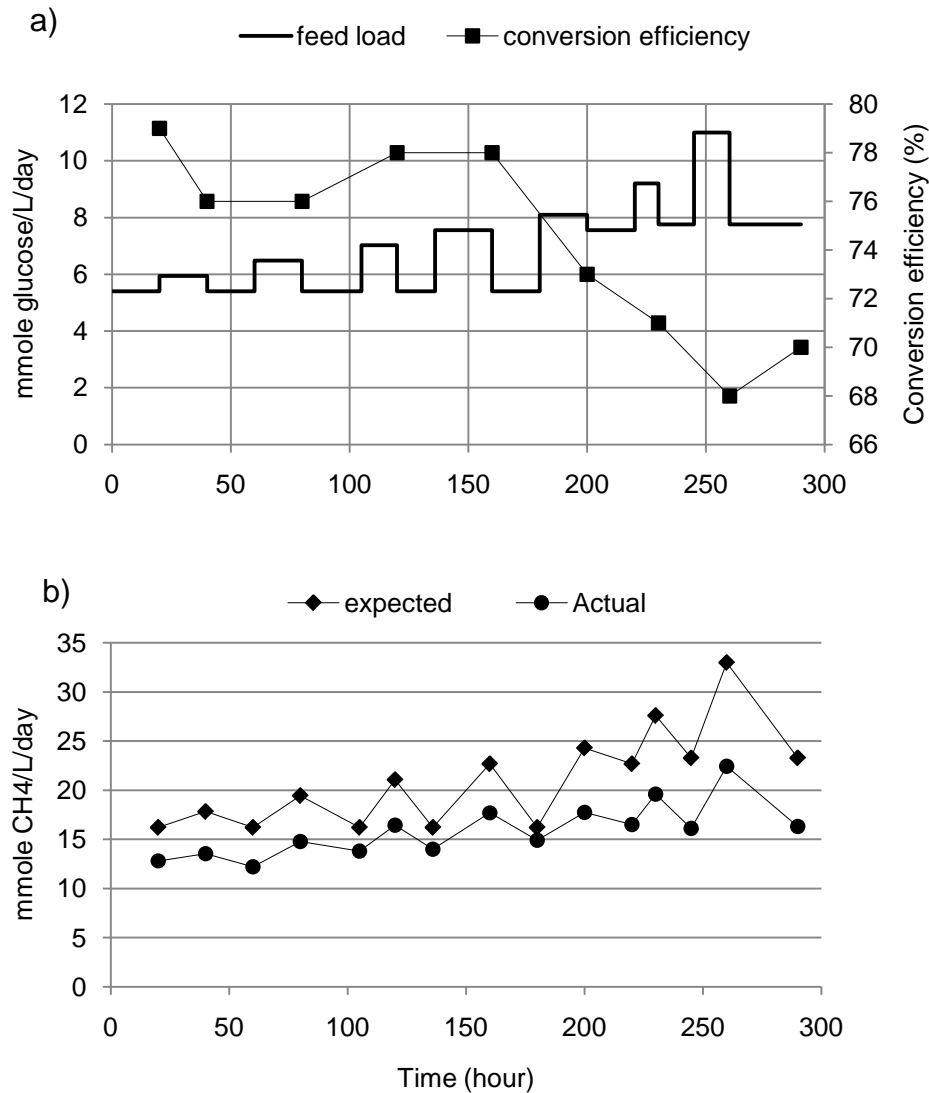 a)
feed load conversion efficiency
mmole glucose/L/day
12
10
8
6
4
2
0
80
78
76
74
72
70
68
66
Conversion efficiency (%)
0 50 100 150 200 250 300
b)
expected Actual
mmole CH4/L/day
35
30
25
20
15
10
5
0
0 50 100 150 200 250 300
Time (hour)